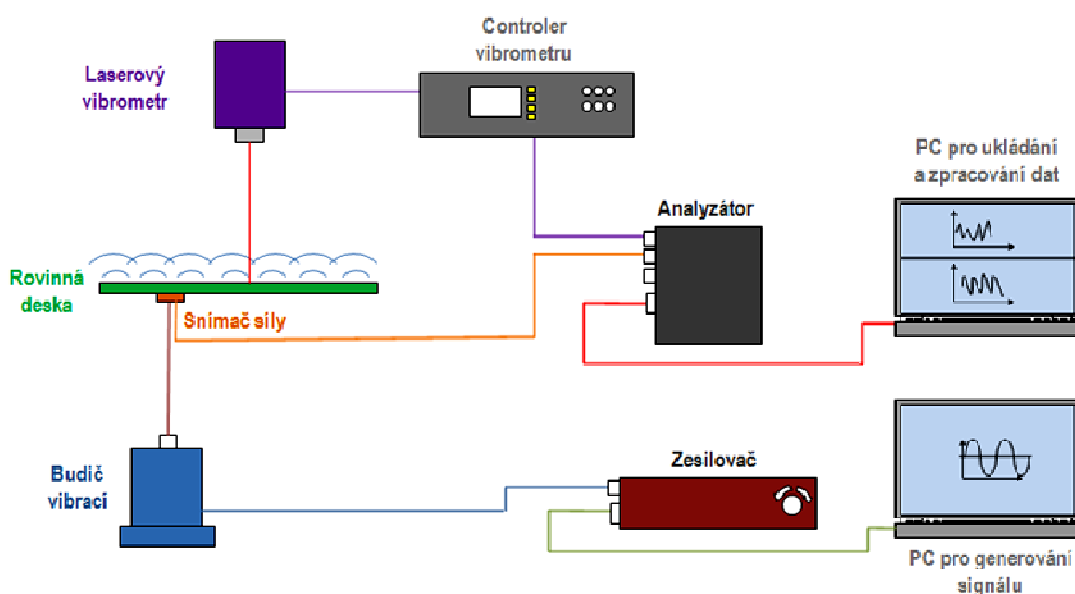 Controler
vibrometru
Laserový
vibrometr
PC pro ukládání
a zpracování dat
Analyzátor
Rovinná
deska
Snímač síly
Budič
vibrací
Zesilovač
PC pro generování
signálu